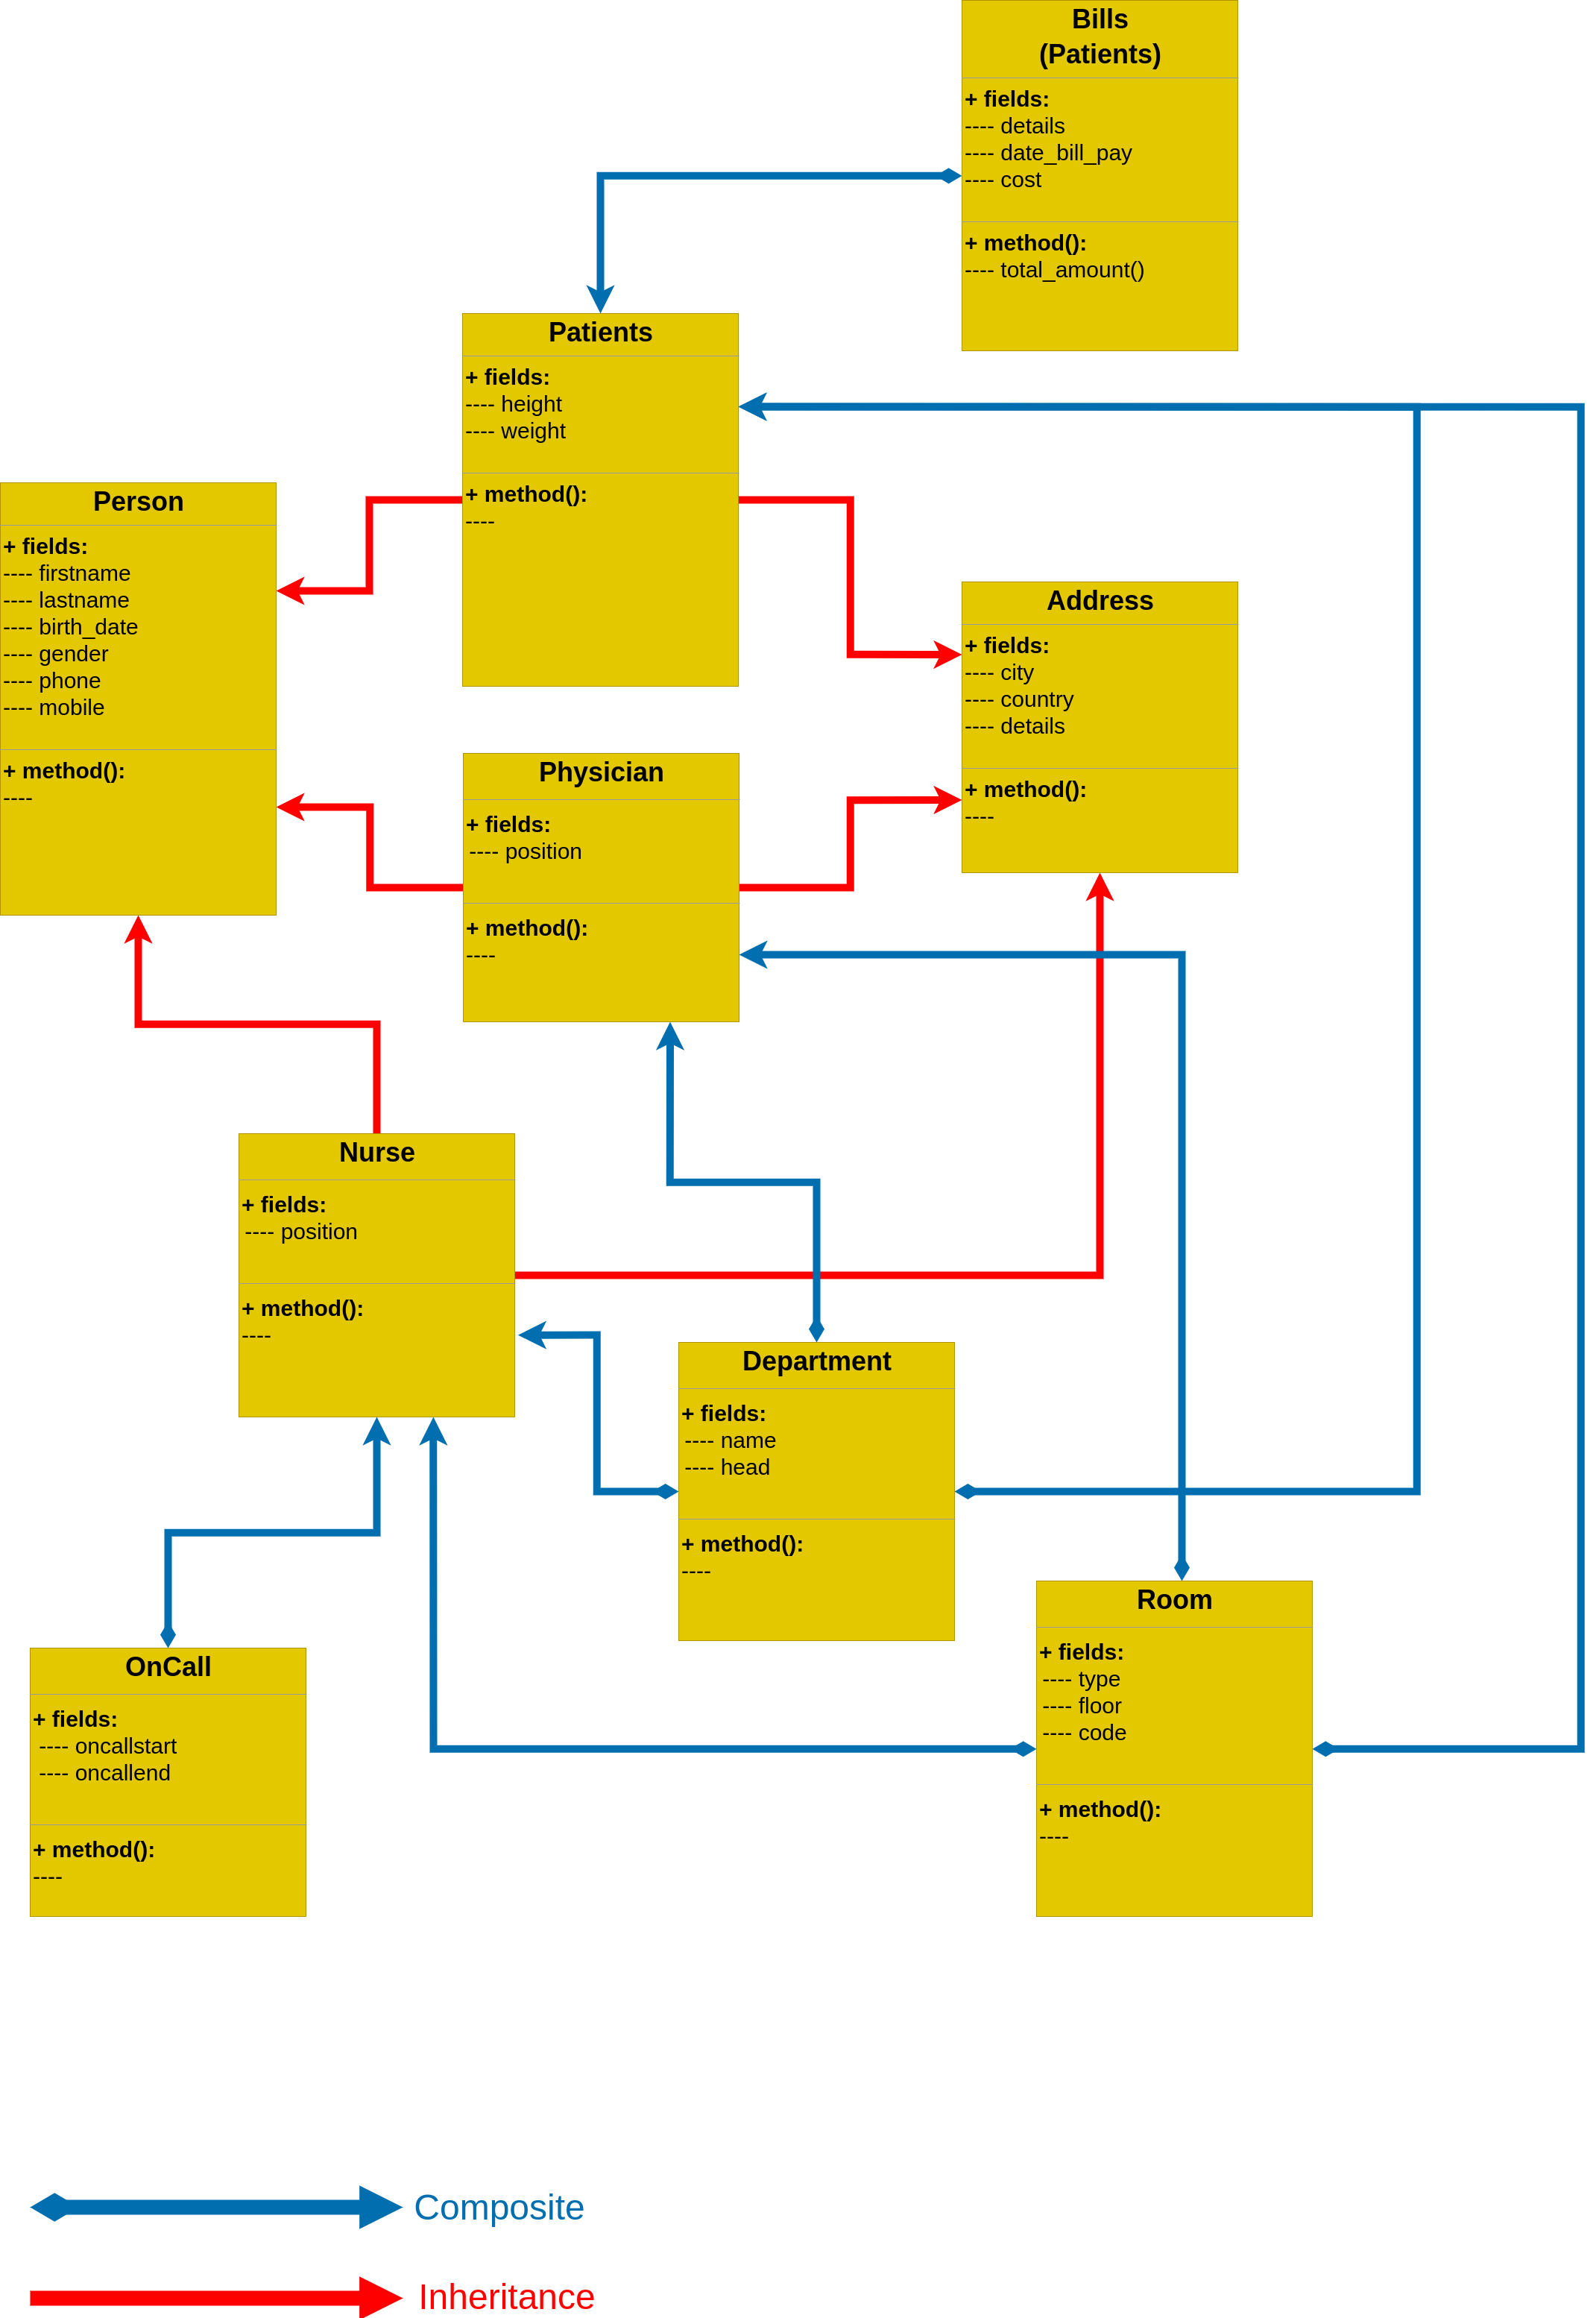 Bills
(Patients)
+ fields:
---- details
---- date_bill_pay
---- cost
+ method():
---- total_amount()
Patients
+ fields:
---- height
---- weight
+ method():
----
Person
+ fields:
---- firstname
---- lastname
---- birth_date
---- gender
---- phone
---- mobile
+ method():
----
Address
+ fields:
---- city
---- country
---- details
+ method():
----
Physician
+ fields:
---- position
+ method():
----
Nurse
+ fields:
---- position
+ method():
----
Department
+ fields:
---- name
---- head
+ method():
----
Room
+ fields:
---- type
---- floor
---- code
+ method():
----
OnCall
+ fields:
---- oncallstart
---- oncallend
+ method():
----
Composite
Inheritance